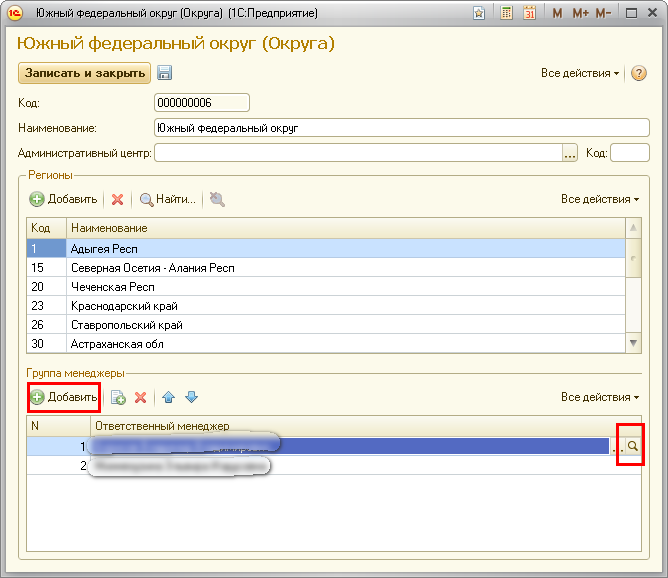 Южный федеральный округ (Округа) (1С:Предприятие)
M M+ M-
Южный федеральный округ (Округа)
Записать и закрыть Все действия
Код: 000000006
Наименование: Южный федеральный округ
Административный центр: ... Код:
Регионы
Добавить Найти... Все действия
Код Наименование
1 Адыгея Респ
15 Северная Осетия - Алания Респ
20 Чеченская Респ
23 Краснодарский край
26 Ставропольский край
30 Астраханская обл
Группа менеджеры
Добавить Все действия
N Ответственный менеджер
1
2